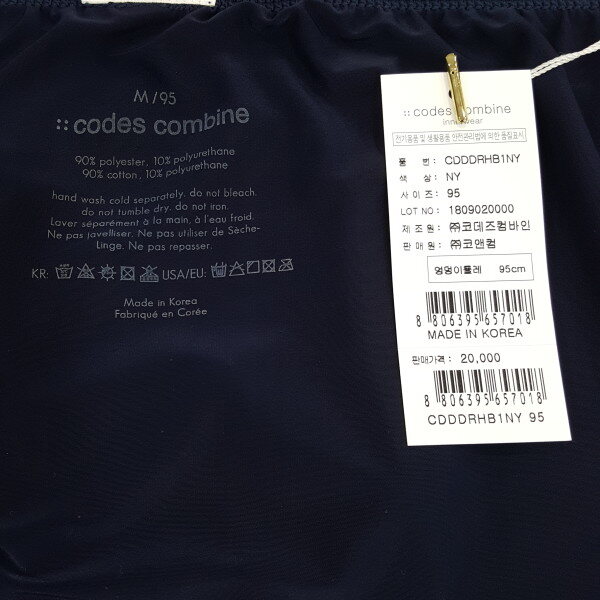 M/95
:: codes combine
90% polyester, 10% polyurethane
90% cotton, 10% polyurethane
hand wash cold separately. do not bleach.
do not tumble dry. do not iron.
Laver séparément à la main, à l'eau froid.
Ne pas javelliser. Ne pas utiliser de Sèche-
Linge. Ne pas repasser.
KR: USA/EU:
Made in Korea
Fabriqué en Corée
:: codes combine
innerwear
전기용품 및 생활용품 안전관리법에 의한 품질표시
품 번: CDDDRHB1NY
색 상: NY
사 이 즈: 95
LOT NO: 1809020000
제 조 원: ㈜코데즈컴바인
판 매 원: ㈜코앤컴
엉덩이둘레 95cm
8 806395 657018
MADE IN KOREA
판매가격: 20,000
8 806395 657018
CDDDRHB1NY 95